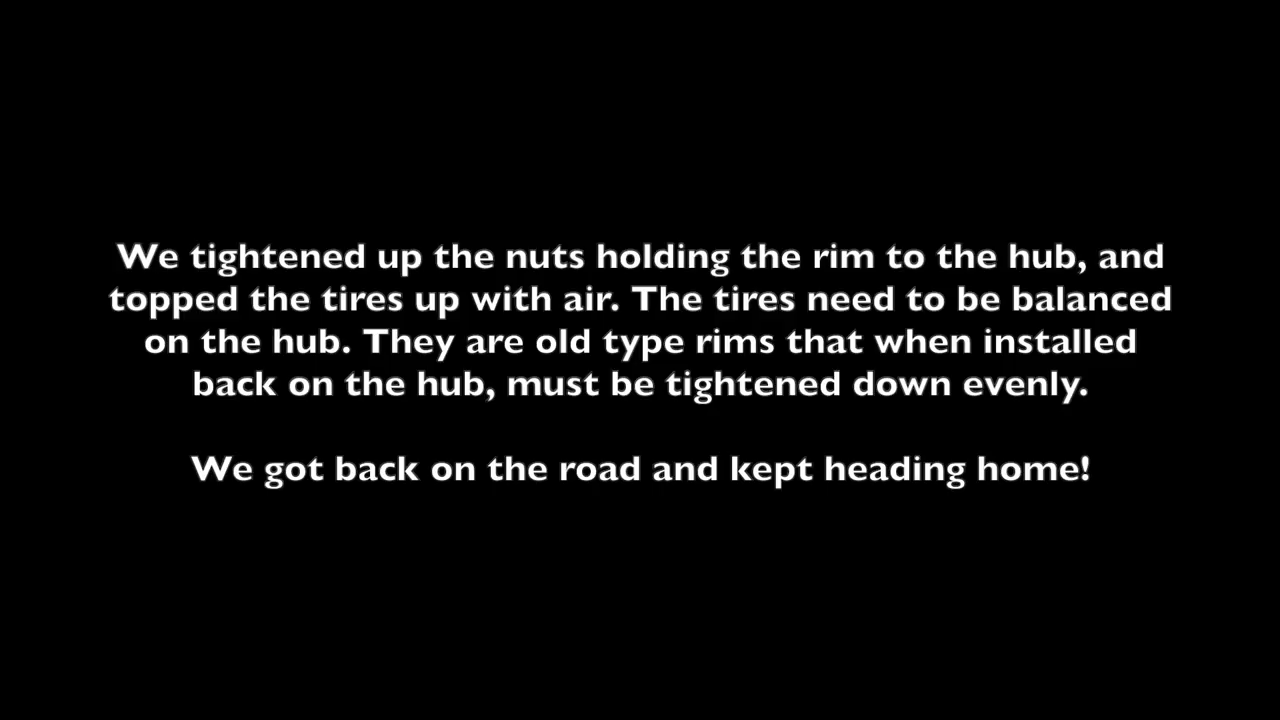 We tightened up the nuts holding the rim to the hub, and
topped the tires up with air. The tires need to be balanced
on the hub. They are old type rims that when installed
back on the hub, must be tightened down evenly.
We got back on the road and kept heading home!